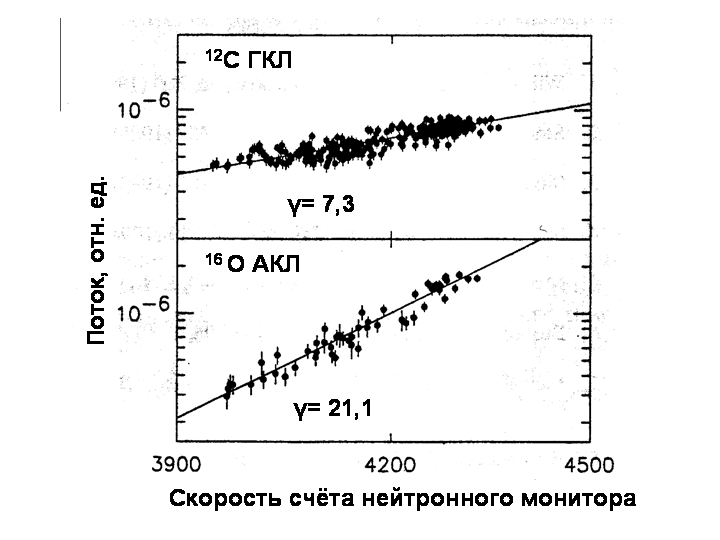 ¹²C ГКЛ
10⁻⁶
γ= 7,3
¹⁶O АКЛ
10⁻⁶
γ= 21,1
Поток, отн. ед.
3900 4200 4500
Скорость счёта нейтронного монитора